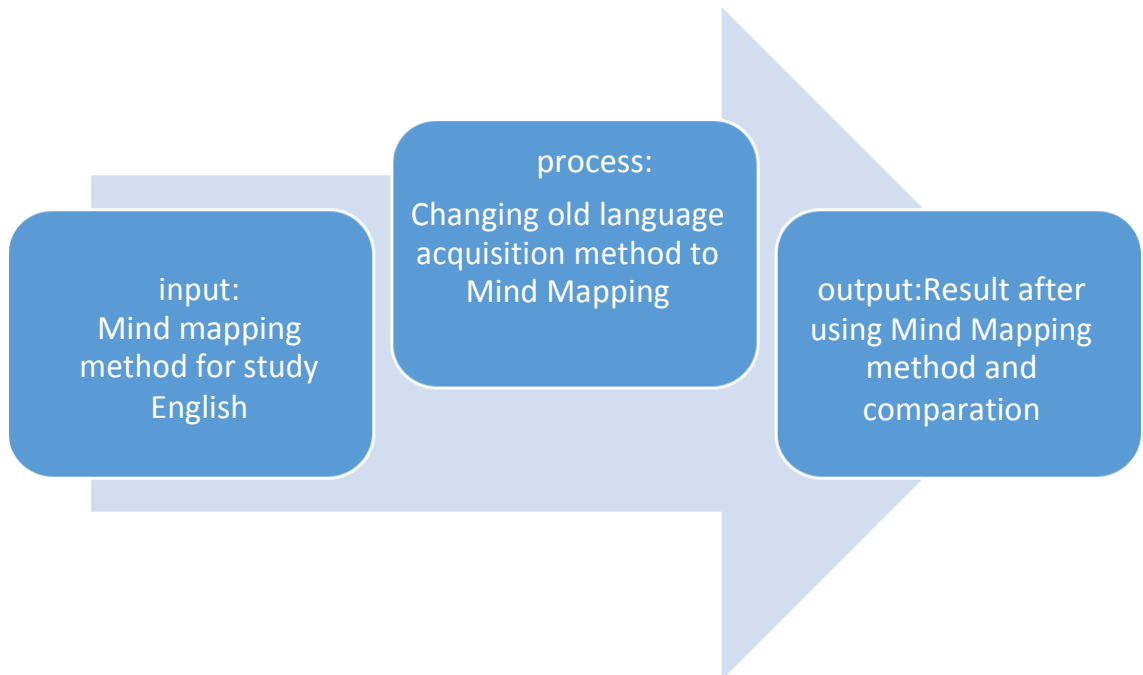 input:
Mind mapping
method for study
English
process:
Changing old language
acquisition method to
Mind Mapping
output:Result after
using Mind Mapping
method and
comparation